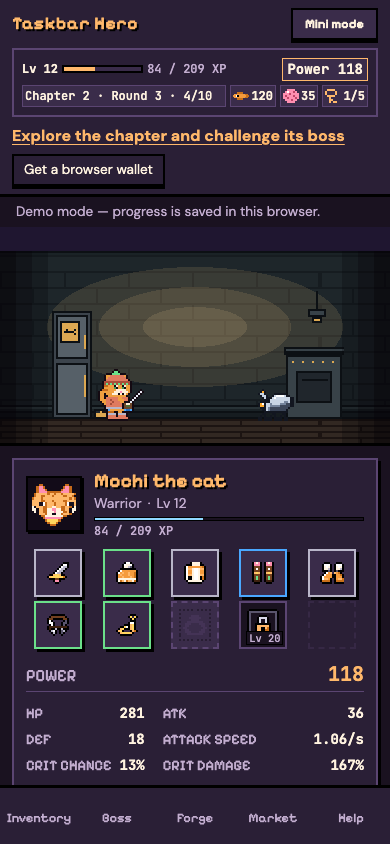 Taskbar Hero
Mini mode
Lv 12 84 / 209 XP
Power 118
Chapter 2 · Round 3 · 4/10
120
35
1/5
Explore the chapter and challenge its boss
Get a browser wallet
Demo mode — progress is saved in this browser.
Mochi the cat
Warrior · Lv 12
84 / 209 XP
Lv 20
POWER 118
HP 281 ATK 36
DEF 18 ATTACK SPEED 1.06/s
CRIT CHANCE 13% CRIT DAMAGE 167%
Inventory Boss Forge Market Help